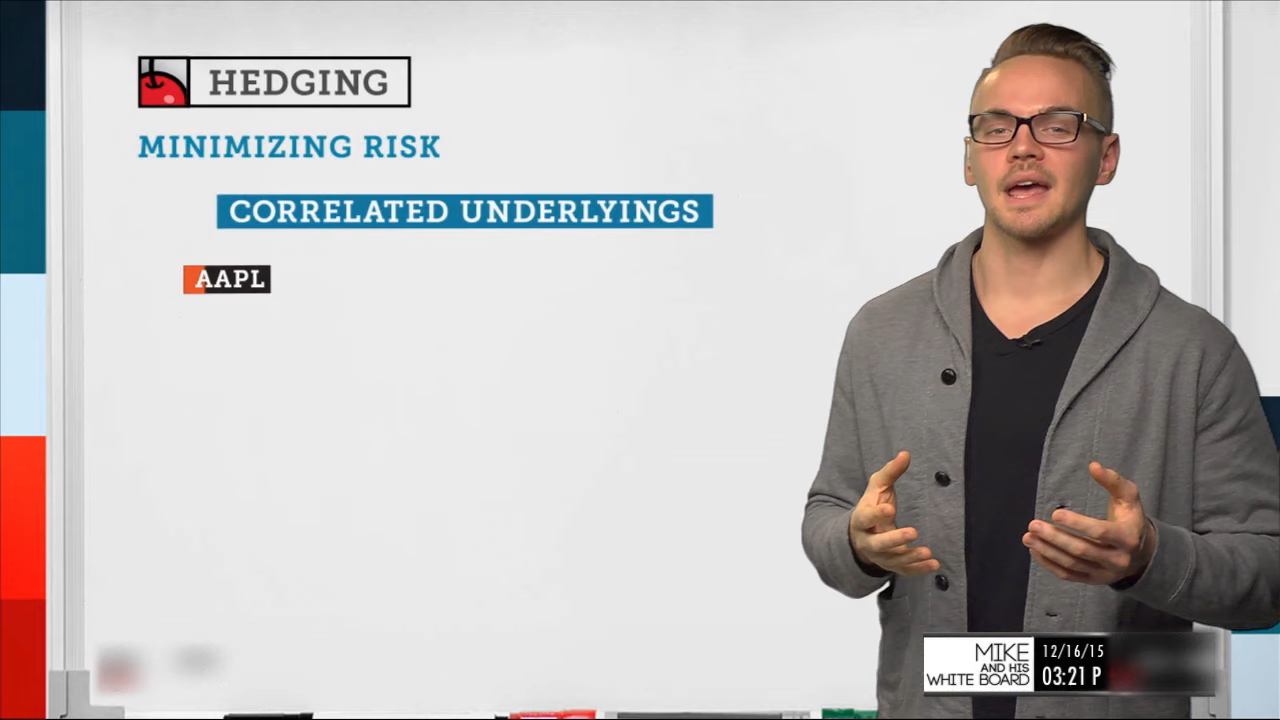 HEDGING
MINIMIZING RISK
CORRELATED UNDERLYINGS
AAPL
MIKE
AND HIS
WHITE BOARD
12/16/15
03:21 P